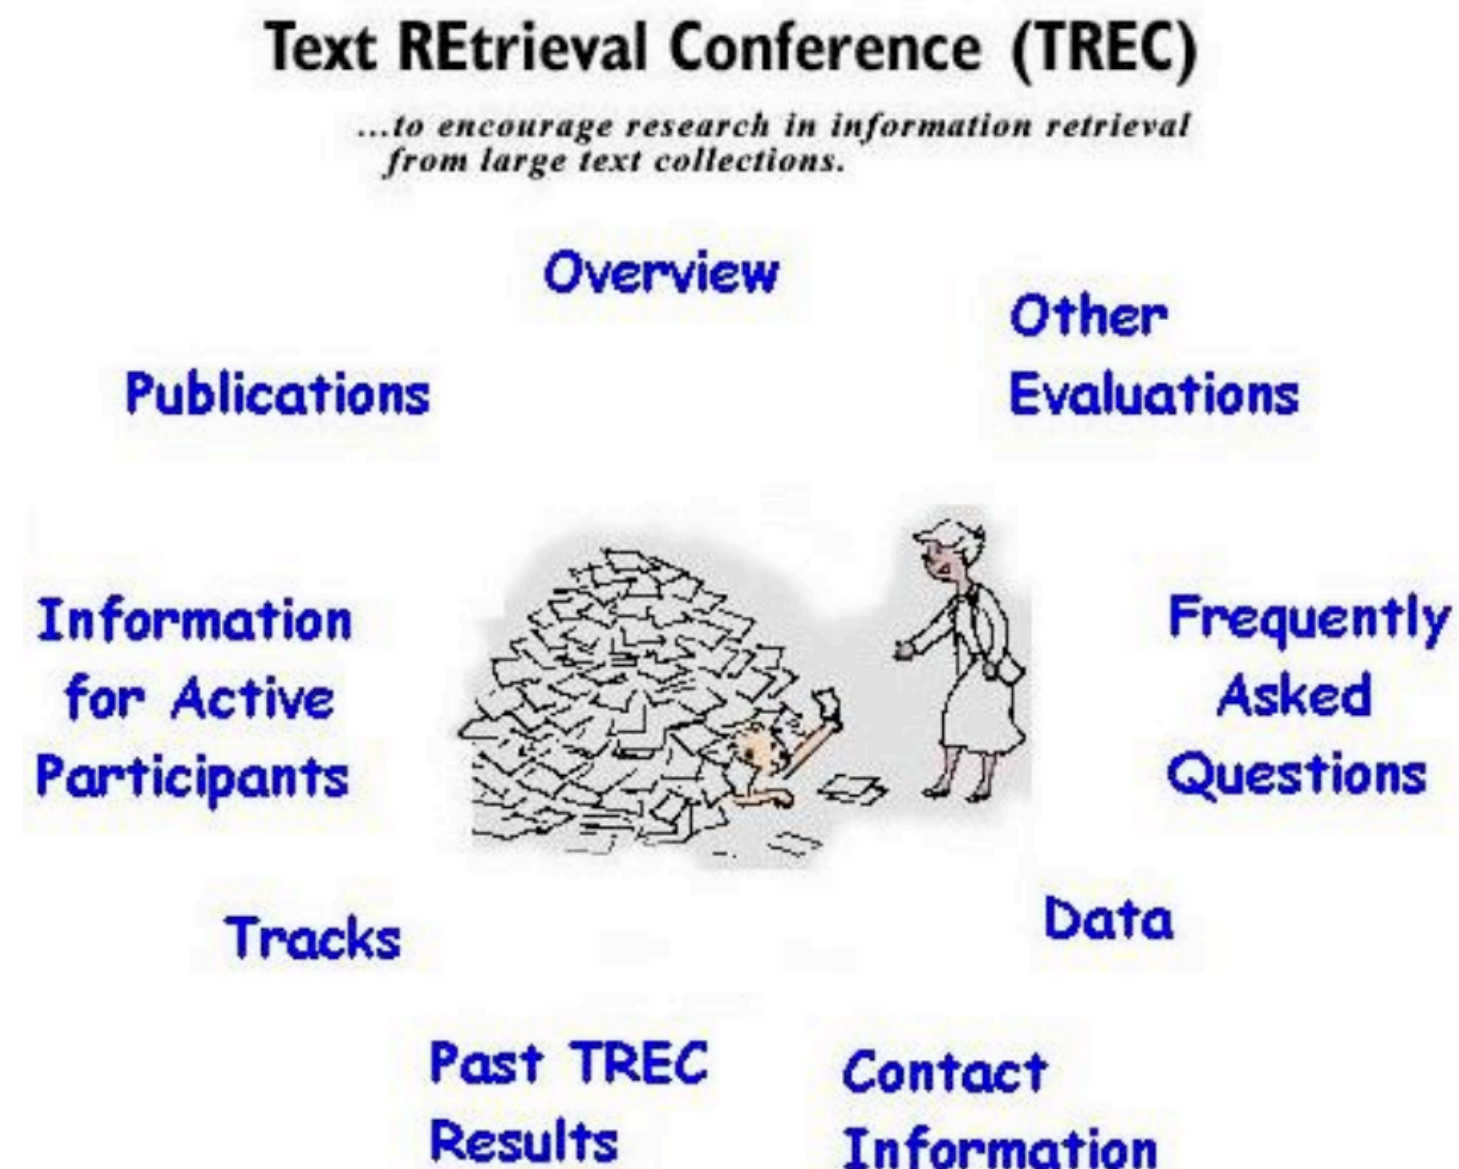 Text REtrieval Conference (TREC)
...to encourage research in information retrieval
from large text collections.
Overview
Other
Evaluations
Publications
Information
for Active
Participants
Frequently
Asked
Questions
Tracks
Data
Past TREC
Results
Contact
Information